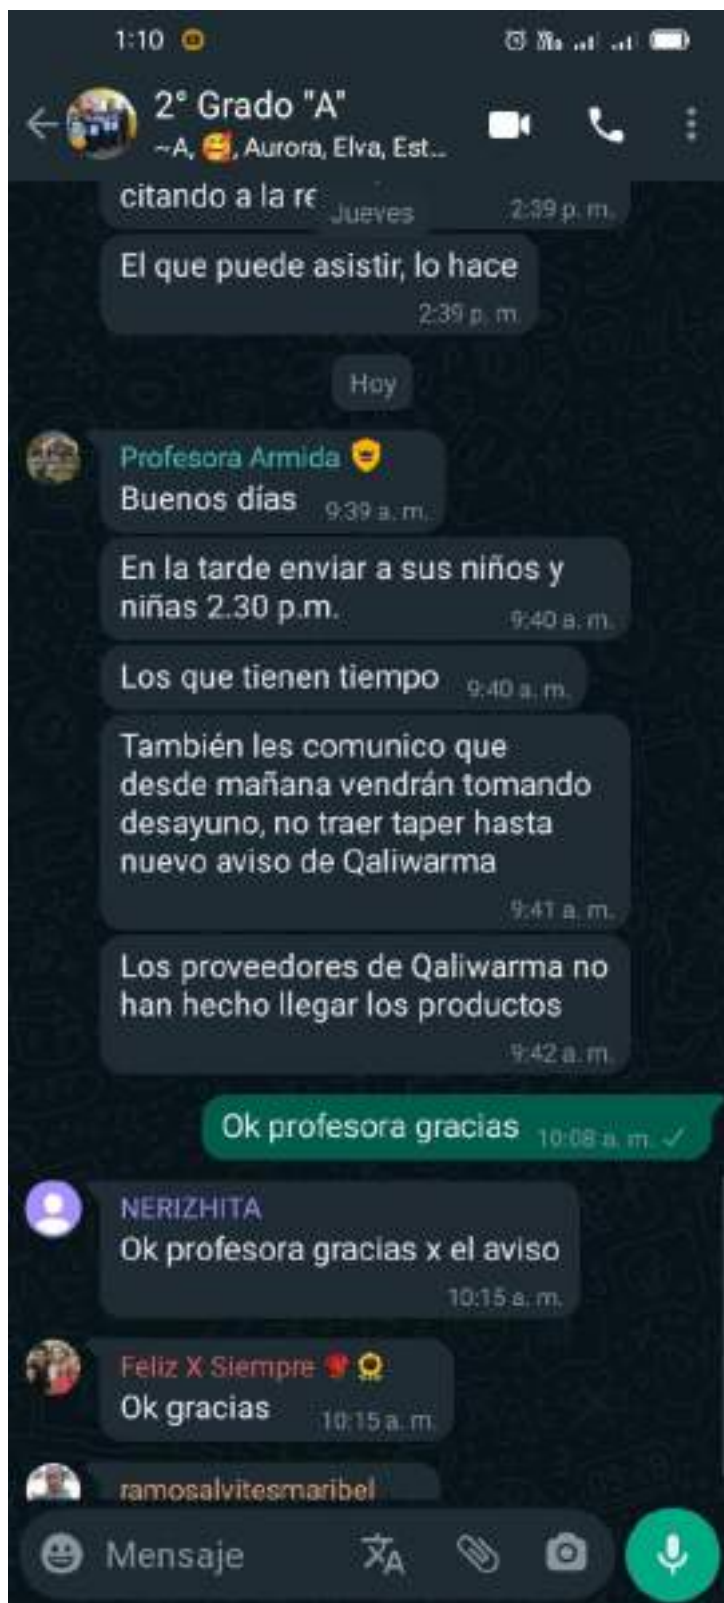 1:10
2° Grado "A"
~A, 🥰, Aurora, Elva, Est...
citando a la re
Jueves
2:39 p. m.
El que puede asistir, lo hace
2:39 p. m.
Hoy
Profesora Armida
Buenos días 9:39 a. m.
En la tarde enviar a sus niños y
niñas 2.30 p.m. 9:40 a. m.
Los que tienen tiempo 9:40 a. m.
También les comunico que
desde mañana vendrán tomando
desayuno, no traer taper hasta
nuevo aviso de Qaliwarma
9:41 a. m.
Los proveedores de Qaliwarma no
han hecho llegar los productos
9:42 a. m.
Ok profesora gracias 10:08 a. m.
NERIZHITA
Ok profesora gracias x el aviso
10:15 a. m.
Feliz X Siempre
Ok gracias 10:15 a. m.
ramosalvitesmaribel
Mensaje